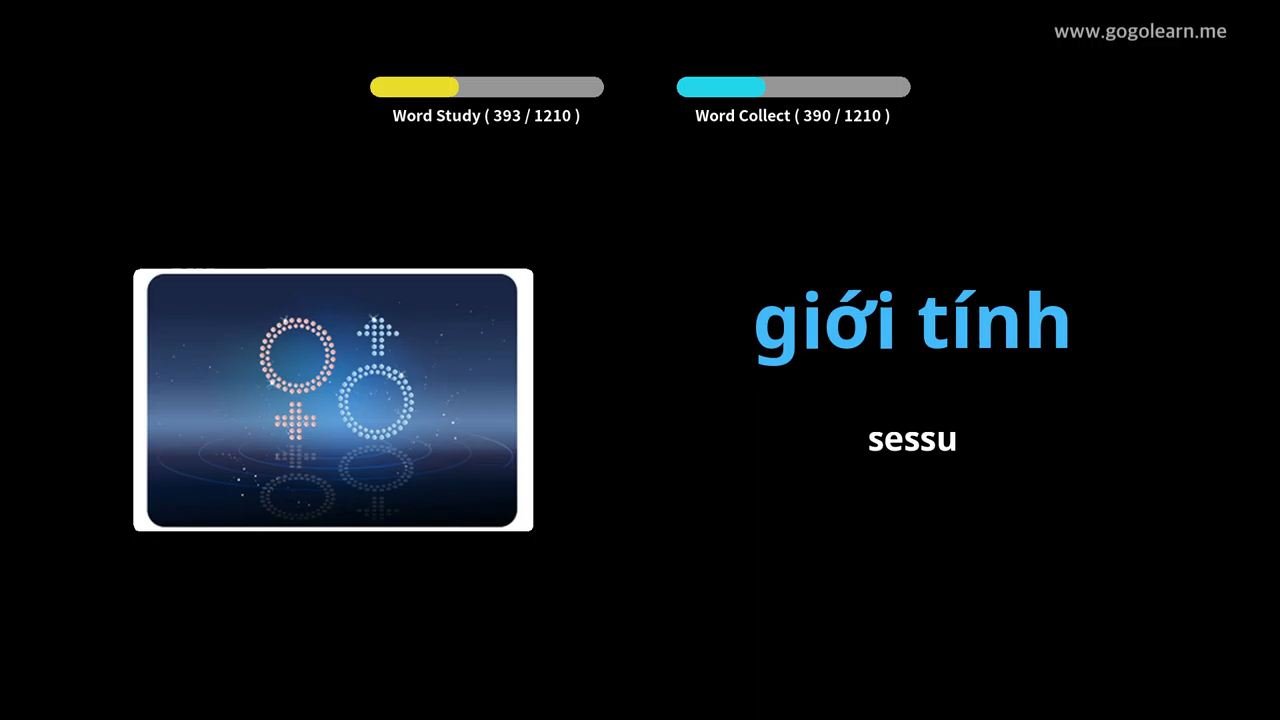 www.gogolearn.me
Word Study ( 393 / 1210 )
Word Collect ( 390 / 1210 )
giới tính
sessu